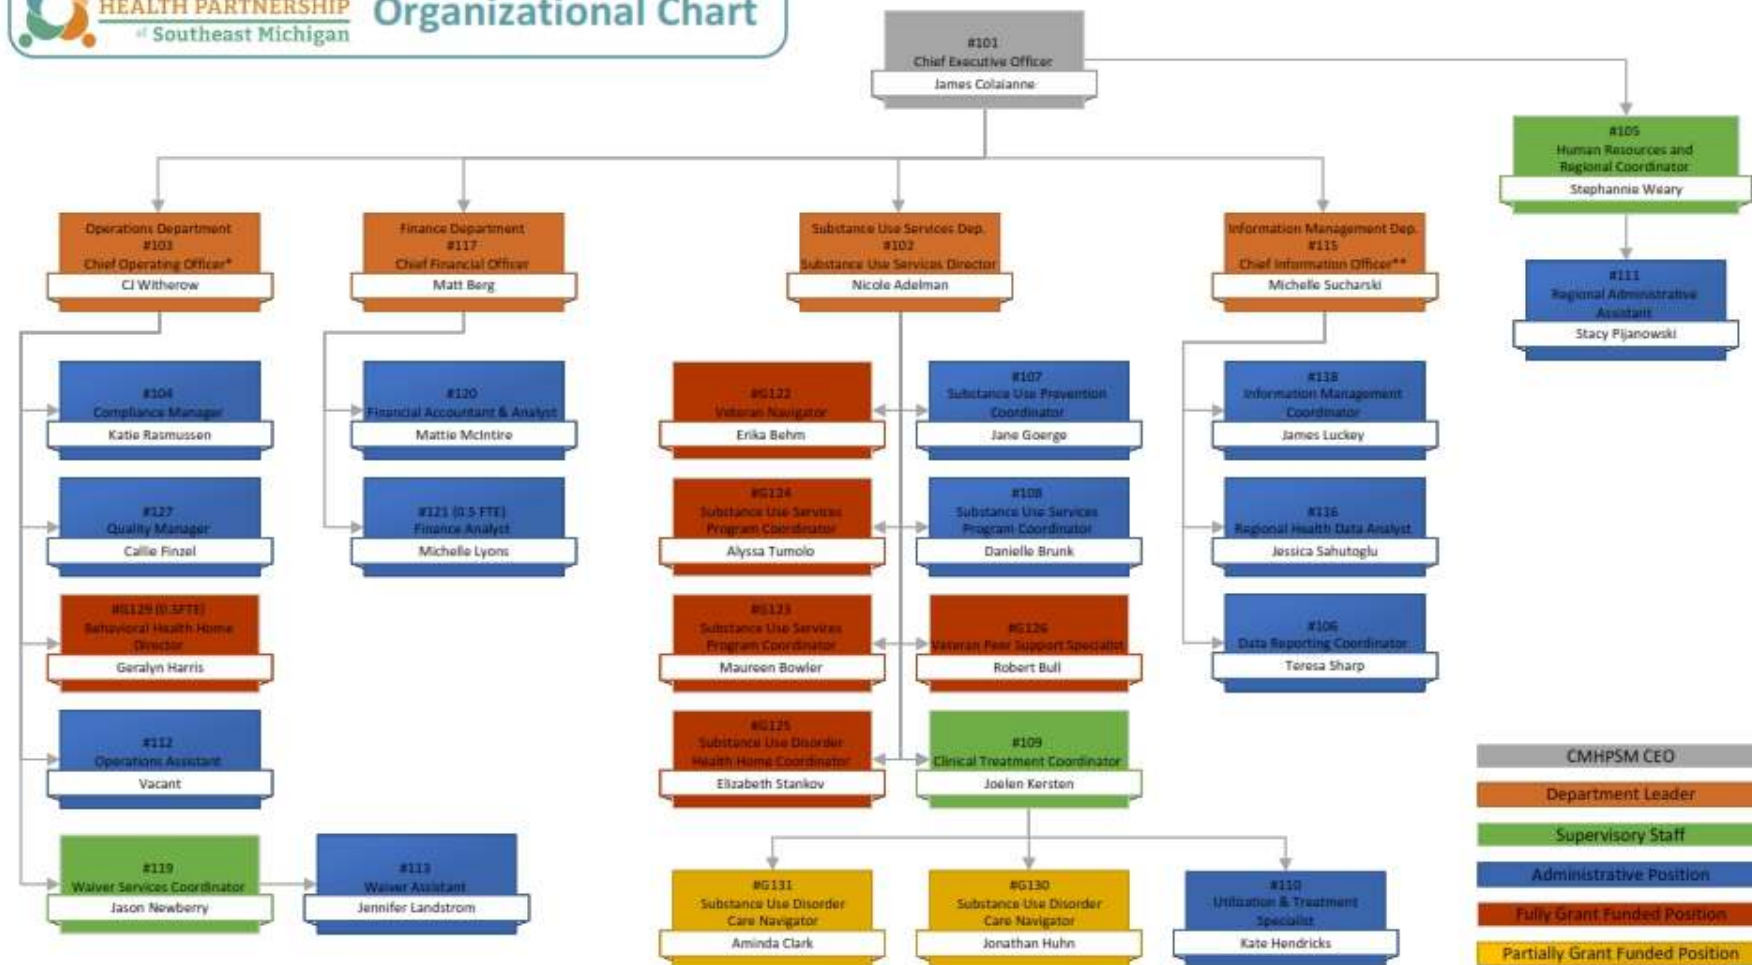 HEALTH PARTNERSHIP
of Southeast Michigan
Organizational Chart
#101
Chief Executive Officer
James Colaianne
#105
Human Resources and
Regional Coordinator
Stephannie Weary
#111
Regional Administrative
Assistant
Stacy Pijanowski
Operations Department
#103
Chief Operating Officer*
CJ Witherow
Finance Department
#117
Chief Financial Officer
Matt Berg
Substance Use Services Dep.
#102
Substance Use Services Director
Nicole Adelman
Information Management Dep.
#115
Chief Information Officer**
Michelle Sucharski
#104
Compliance Manager
Katie Rasmussen
#127
Quality Manager
Callie Finzel
#G129 (0.5FTE)
Behavioral Health Home
Director
Geralyn Harris
#112
Operations Assistant
Vacant
#119
Waiver Services Coordinator
Jason Newberry
#113
Waiver Assistant
Jennifer Landstrom
#120
Financial Accountant & Analyst
Mattie McIntire
#121 (0.5 FTE)
Finance Analyst
Michelle Lyons
#G122
Veteran Navigator
Erika Behm
#107
Substance Use Prevention
Coordinator
Jane Goerge
#G124
Substance Use Services
Program Coordinator
Alyssa Tumolo
#108
Substance Use Services
Program Coordinator
Danielle Brunk
#G123
Substance Use Services
Program Coordinator
Maureen Bowler
#G126
Veteran Peer Support Specialist
Robert Bull
#G125
Substance Use Disorder
Health Home Coordinator
Elizabeth Stankov
#109
Clinical Treatment Coordinator
Joelen Kersten
#G131
Substance Use Disorder
Care Navigator
Aminda Clark
#G130
Substance Use Disorder
Care Navigator
Jonathan Huhn
#110
Utilization & Treatment
Specialist
Kate Hendricks
#118
Information Management
Coordinator
James Luckey
#116
Regional Health Data Analyst
Jessica Sahutoglu
#106
Data Reporting Coordinator
Teresa Sharp
CMHPSM CEO
Department Leader
Supervisory Staff
Administrative Position
Fully Grant Funded Position
Partially Grant Funded Position